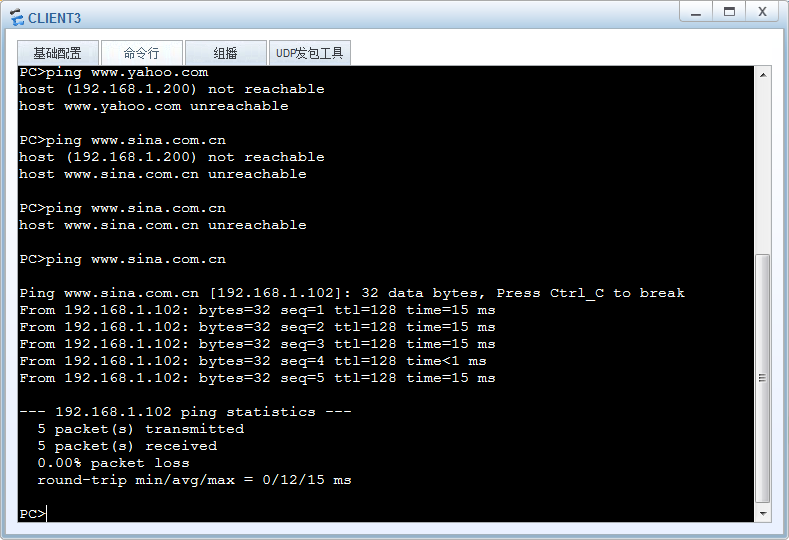 CLIENT3
基础配置 命令行 组播 UDP发包工具
PC>ping www.yahoo.com
host (192.168.1.200) not reachable
host www.yahoo.com unreachable
PC>ping www.sina.com.cn
host (192.168.1.200) not reachable
host www.sina.com.cn unreachable
PC>ping www.sina.com.cn
host www.sina.com.cn unreachable
PC>ping www.sina.com.cn
Ping www.sina.com.cn [192.168.1.102]: 32 data bytes, Press Ctrl_C to break
From 192.168.1.102: bytes=32 seq=1 ttl=128 time=15 ms
From 192.168.1.102: bytes=32 seq=2 ttl=128 time=15 ms
From 192.168.1.102: bytes=32 seq=3 ttl=128 time=15 ms
From 192.168.1.102: bytes=32 seq=4 ttl=128 time<1 ms
From 192.168.1.102: bytes=32 seq=5 ttl=128 time=15 ms
--- 192.168.1.102 ping statistics ---
5 packet(s) transmitted
5 packet(s) received
0.00% packet loss
round-trip min/avg/max = 0/12/15 ms
PC>